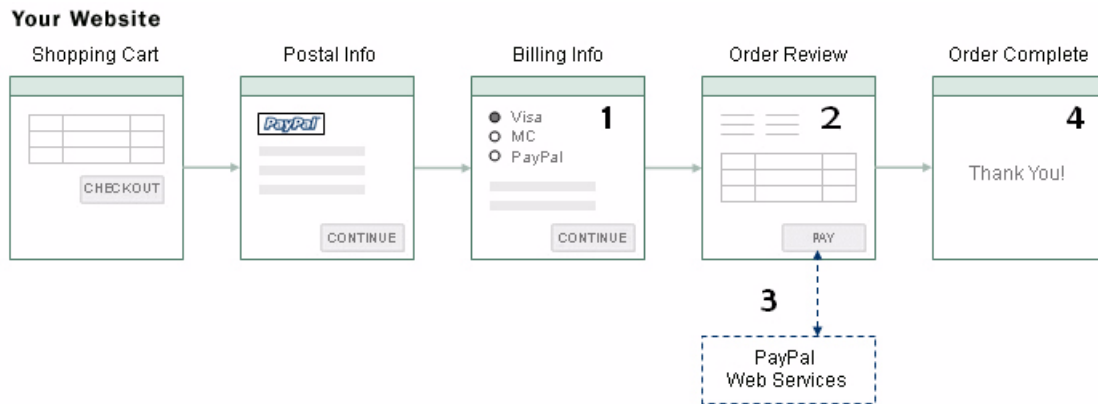 Your Website
Shopping Cart
Postal Info
Billing Info
Order Review
Order Complete
CHECKOUT
PayPal
CONTINUE
1
Visa
MC
PayPal
CONTINUE
2
PAY
4
Thank You!
3
PayPal
Web Services